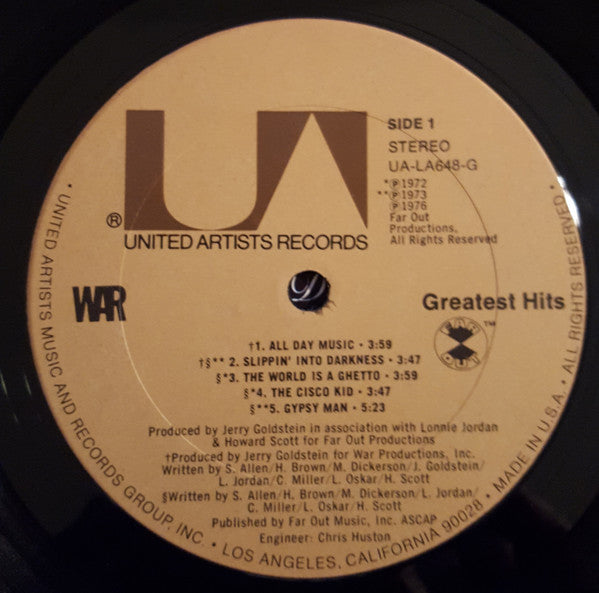 UA
®
UNITED ARTISTS RECORDS
SIDE 1
STEREO
UA-LA648-G
*℗1972
**℗1973
℗1976
Far Out
Productions,
All Rights Reserved
WAR
Greatest Hits
FAR
OUT
™
†1. ALL DAY MUSIC • 3:59
†§** 2. SLIPPIN' INTO DARKNESS • 3:47
§*3. THE WORLD IS A GHETTO • 3:59
§*4. THE CISCO KID • 3:47
§**5. GYPSY MAN • 5:23
Produced by Jerry Goldstein in association with Lonnie Jordan
& Howard Scott for Far Out Productions
†Produced by Jerry Goldstein for War Productions, Inc.
Written by S. Allen/H. Brown/M. Dickerson/J. Goldstein/
L. Jordan/C. Miller/L. Oskar/H. Scott
§Written by S. Allen/H. Brown/M. Dickerson/L. Jordan/
C. Miller/L. Oskar/H. Scott
Published by Far Out Music, Inc. ASCAP
Engineer: Chris Huston
• UNITED ARTISTS MUSIC AND RECORDS GROUP, INC. • LOS ANGELES, CALIFORNIA 90028 • MADE IN U.S.A. • ALL RIGHTS RESERVED •